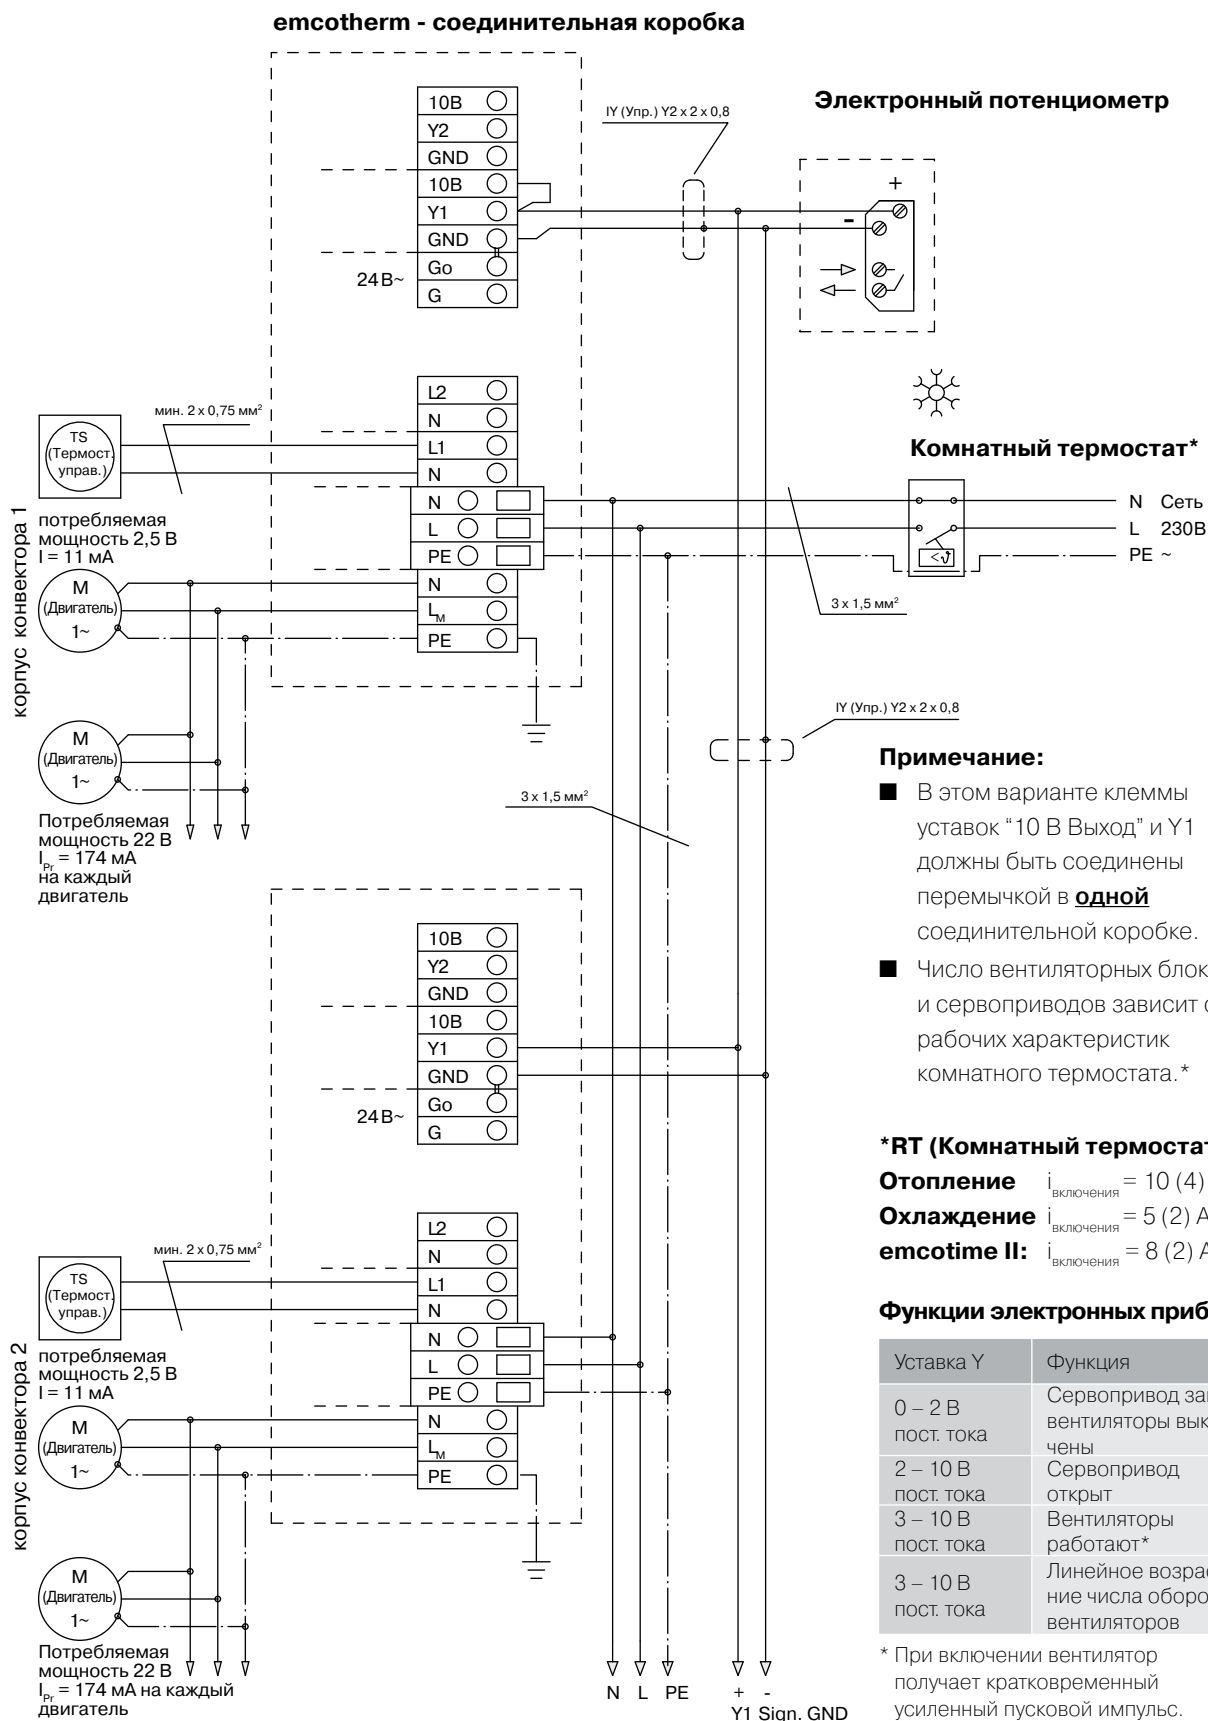 emcotherm - соединительная коробка
Электронный потенциометр
IY (Упр.) Y2 x 2 x 0,8
10В
Y2
GND
10В
Y1
GND
Go
G
24В~
+
-
L2
N
L1
N
N
L
PE
N
LM
PE
мин. 2 x 0,75 мм²
TS
(Термост.
управ.)
корпус конвектора 1
потребляемая
мощность 2,5 В
I = 11 мА
M
(Двигатель)
1~
M
(Двигатель)
1~
Потребляемая
мощность 22 В
IPr = 174 мА
на каждый
двигатель
Комнатный термостат*
N Сеть
L 230В
PE ~
<ϑ
3 x 1,5 мм²
IY (Упр.) Y2 x 2 x 0,8
3 x 1,5 мм²
Примечание:
■ В этом варианте клеммы
уставок “10 В Выход” и Y1
должны быть соединены
перемычкой в одной
соединительной коробке.
■ Число вентиляторных блок
и сервоприводов зависит
рабочих характеристик
комнатного термостата.*
10В
Y2
GND
10В
Y1
GND
Go
G
24В~
L2
N
L1
N
N
L
PE
N
LM
PE
мин. 2 x 0,75 мм²
TS
(Термост.
управ.)
корпус конвектора 2
потребляемая
мощность 2,5 В
I = 11 мА
M
(Двигатель)
1~
M
(Двигатель)
1~
Потребляемая
мощность 22 В
IPr = 174 мА на каждый
двигатель
N L PE + -
Y1 Sign. GND
*RT (Комнатный термостат
Отопление iвключения = 10 (4)
Охлаждение iвключения = 5 (2) А
emcotime II: iвключения = 8 (2) А
Функции электронных приб
Уставка Y Функция
0 – 2 В
пост. тока
Сервопривод за
вентиляторы вык
чены
2 – 10 В
пост. тока
Сервопривод
открыт
3 – 10 В
пост. тока
Вентиляторы
работают*
3 – 10 В
пост. тока
Линейное возрас
ние числа оборо
вентиляторов
* При включении вентилятор
получает кратковременный
усиленный пусковой импульс.